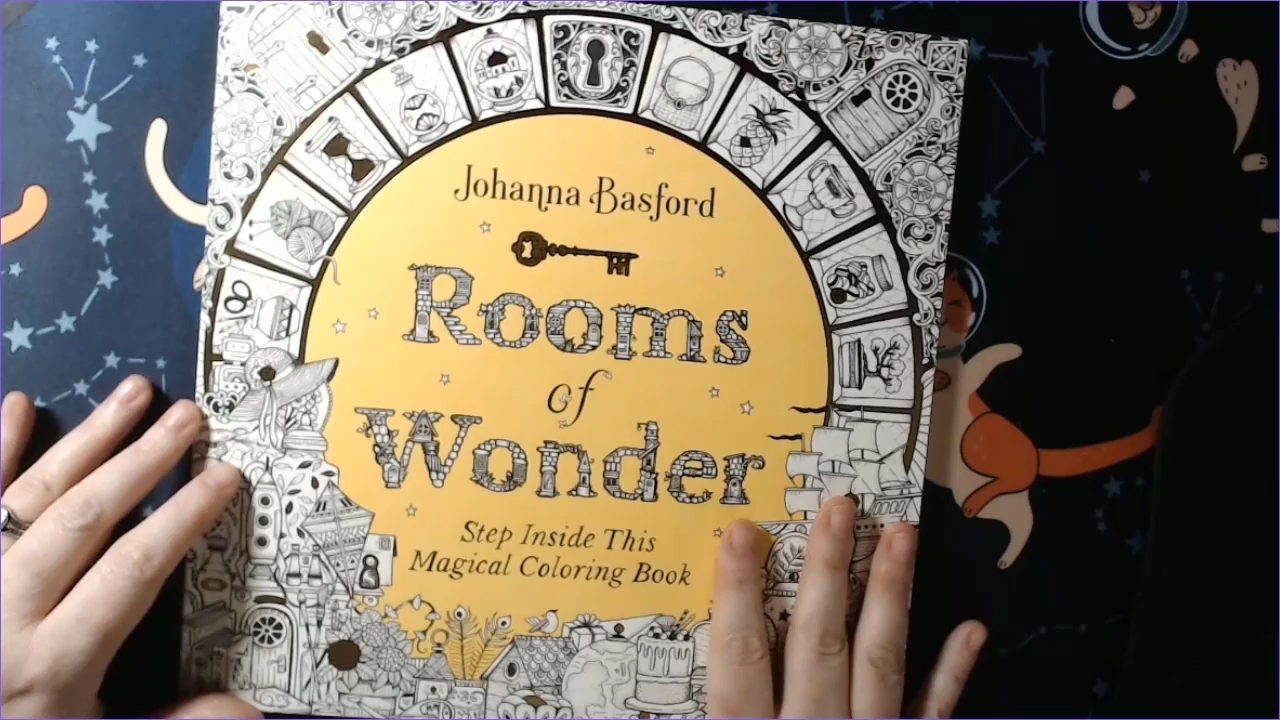 Johanna Basford
Rooms
of
Wonder
Step Inside This
Magical Coloring Book